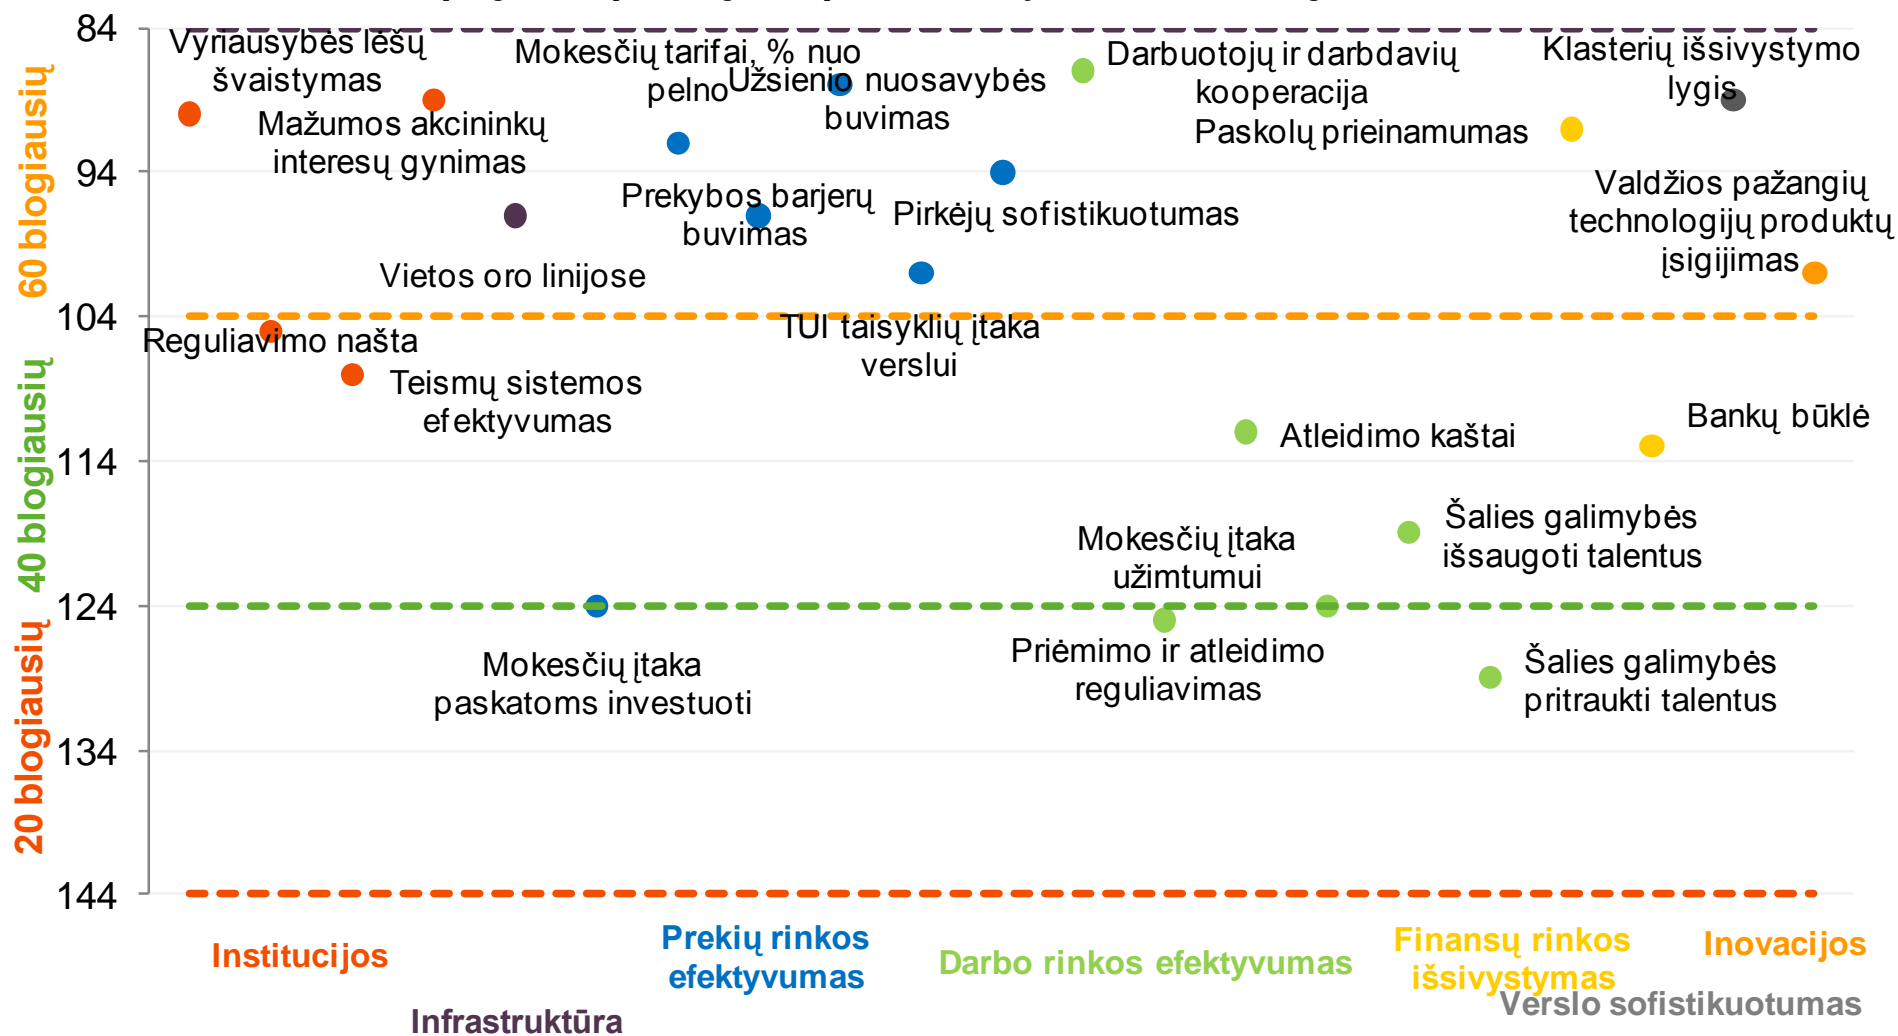 84
Vyriausybės lėšų
švaistymas
Mokesčių tarifai, % nuo
pelno
Užsienio nuosavybės
buvimas
Darbuotojų ir darbdavių
kooperacija
Klasterių išsivystymo
lygis
Mažumos akcininkų
interesų gynimas
Paskolų prieinamumas
94
Prekybos barjerų
buvimas
Pirkėjų sofistikuotumas
Valdžios pažangių
technologijų produktų
įsigijimas
Vietos oro linijose
60 blogiausių
104
Reguliavimo našta
TUI taisyklių įtaka
verslui
Teismų sistemos
efektyvumas
Atleidimo kaštai
Bankų būklė
40 blogiausių
114
Šalies galimybės
išsaugoti talentus
Mokesčių įtaka
užimtumui
124
Mokesčių įtaka
paskatoms investuoti
Priėmimo ir atleidimo
reguliavimas
Šalies galimybės
pritraukti talentus
20 blogiausių
134
144
Institucijos
Infrastruktūra
Prekių rinkos
efektyvumas
Darbo rinkos efektyvumas
Finansų rinkos
išsivystymas
Verslo sofistikuotumas
Inovacijos